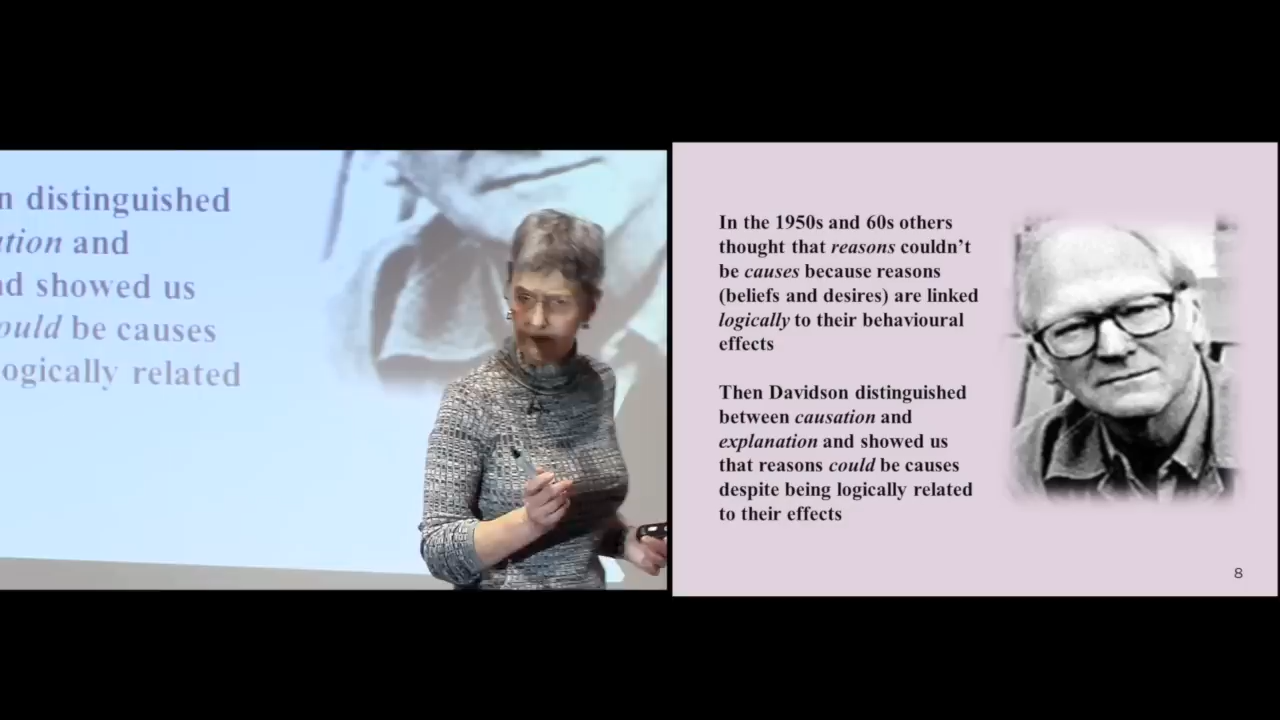 n distinguished
ation and
nd showed us
ould be causes
ogically related
In the 1950s and 60s others
thought that reasons couldn't
be causes because reasons
(beliefs and desires) are linked
logically to their behavioural
effects
Then Davidson distinguished
between causation and
explanation and showed us
that reasons could be causes
despite being logically related
to their effects
8